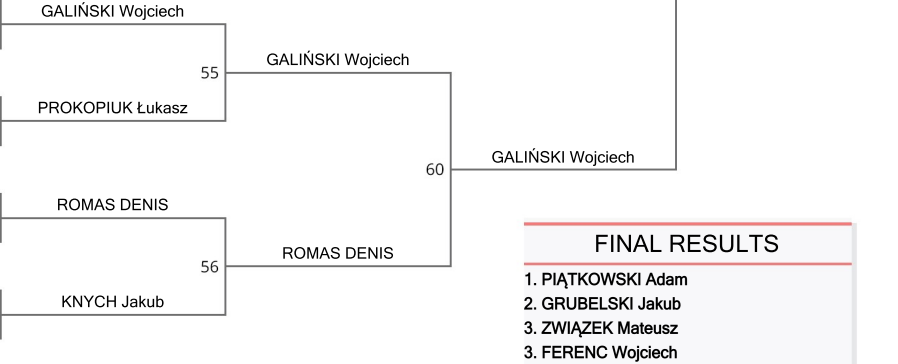 GALIŃSKI Wojciech
55
GALIŃSKI Wojciech
PROKOPIUK Łukasz
60
GALIŃSKI Wojciech
ROMAS DENIS
56
ROMAS DENIS
KNYCH Jakub
FINAL RESULTS
1. PIĄTKOWSKI Adam
2. GRUBELSKI Jakub
3. ZWIĄZEK Mateusz
3. FERENC Wojciech